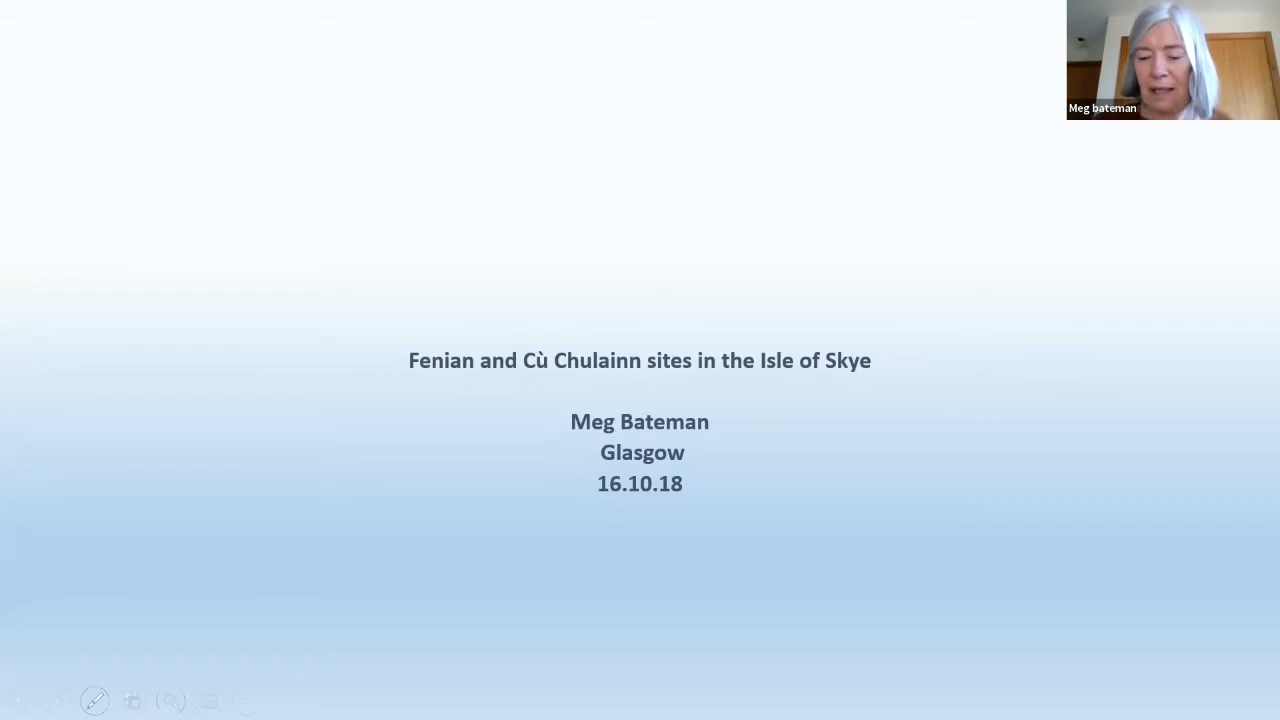 Meg bateman
Fenian and Cù Chulainn sites in the Isle of Skye
Meg Bateman
Glasgow
16.10.18